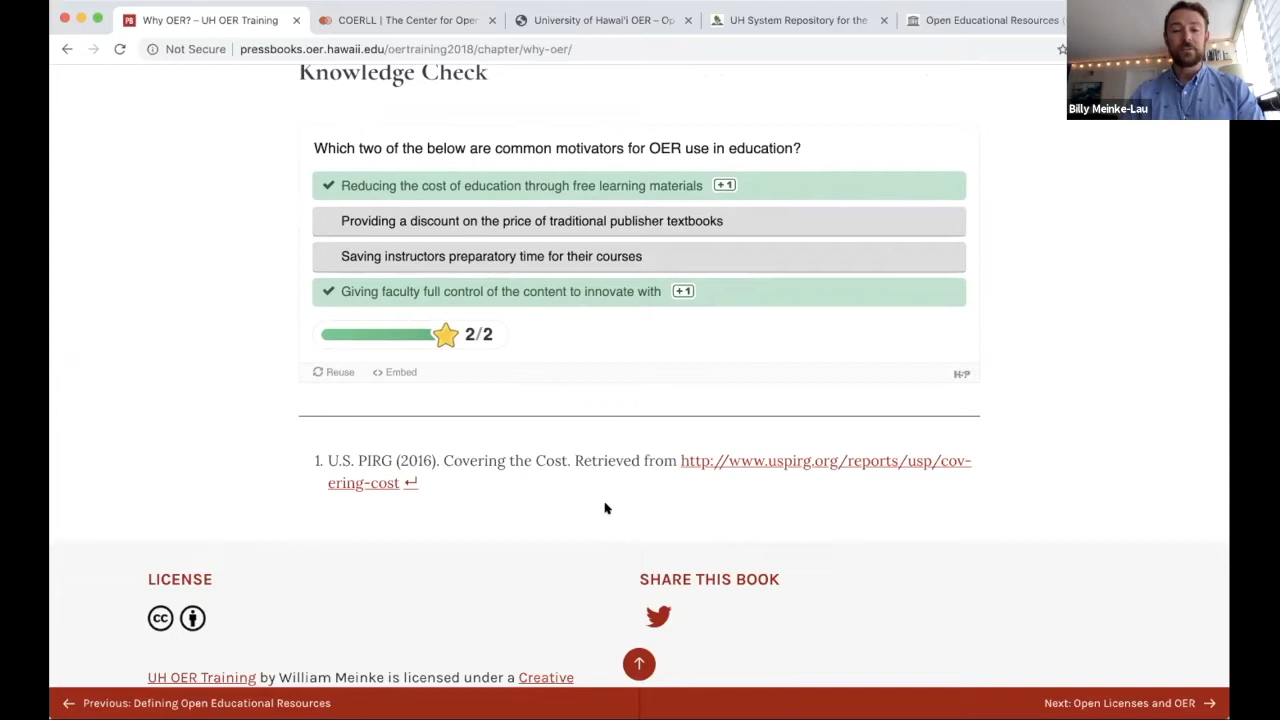 Why OER? – UH OER Training
COERLL | The Center for Oper
University of Hawai'i OER – Op
UH System Repository for the
Open Educational Resources (
Not Secure
pressbooks.oer.hawaii.edu/oertraining2018/chapter/why-oer/
Billy Meinke-Lau
Knowledge Check
Which two of the below are common motivators for OER use in education?
Reducing the cost of education through free learning materials +1
Providing a discount on the price of traditional publisher textbooks
Saving instructors preparatory time for their courses
Giving faculty full control of the content to innovate with +1
2/2
Reuse
Embed
H5P
1. U.S. PIRG (2016). Covering the Cost. Retrieved from http://www.uspirg.org/reports/usp/cov-
ering-cost ↵
LICENSE
SHARE THIS BOOK
cc
UH OER Training by William Meinke is licensed under a Creative
← Previous: Defining Open Educational Resources
Next: Open Licenses and OER →